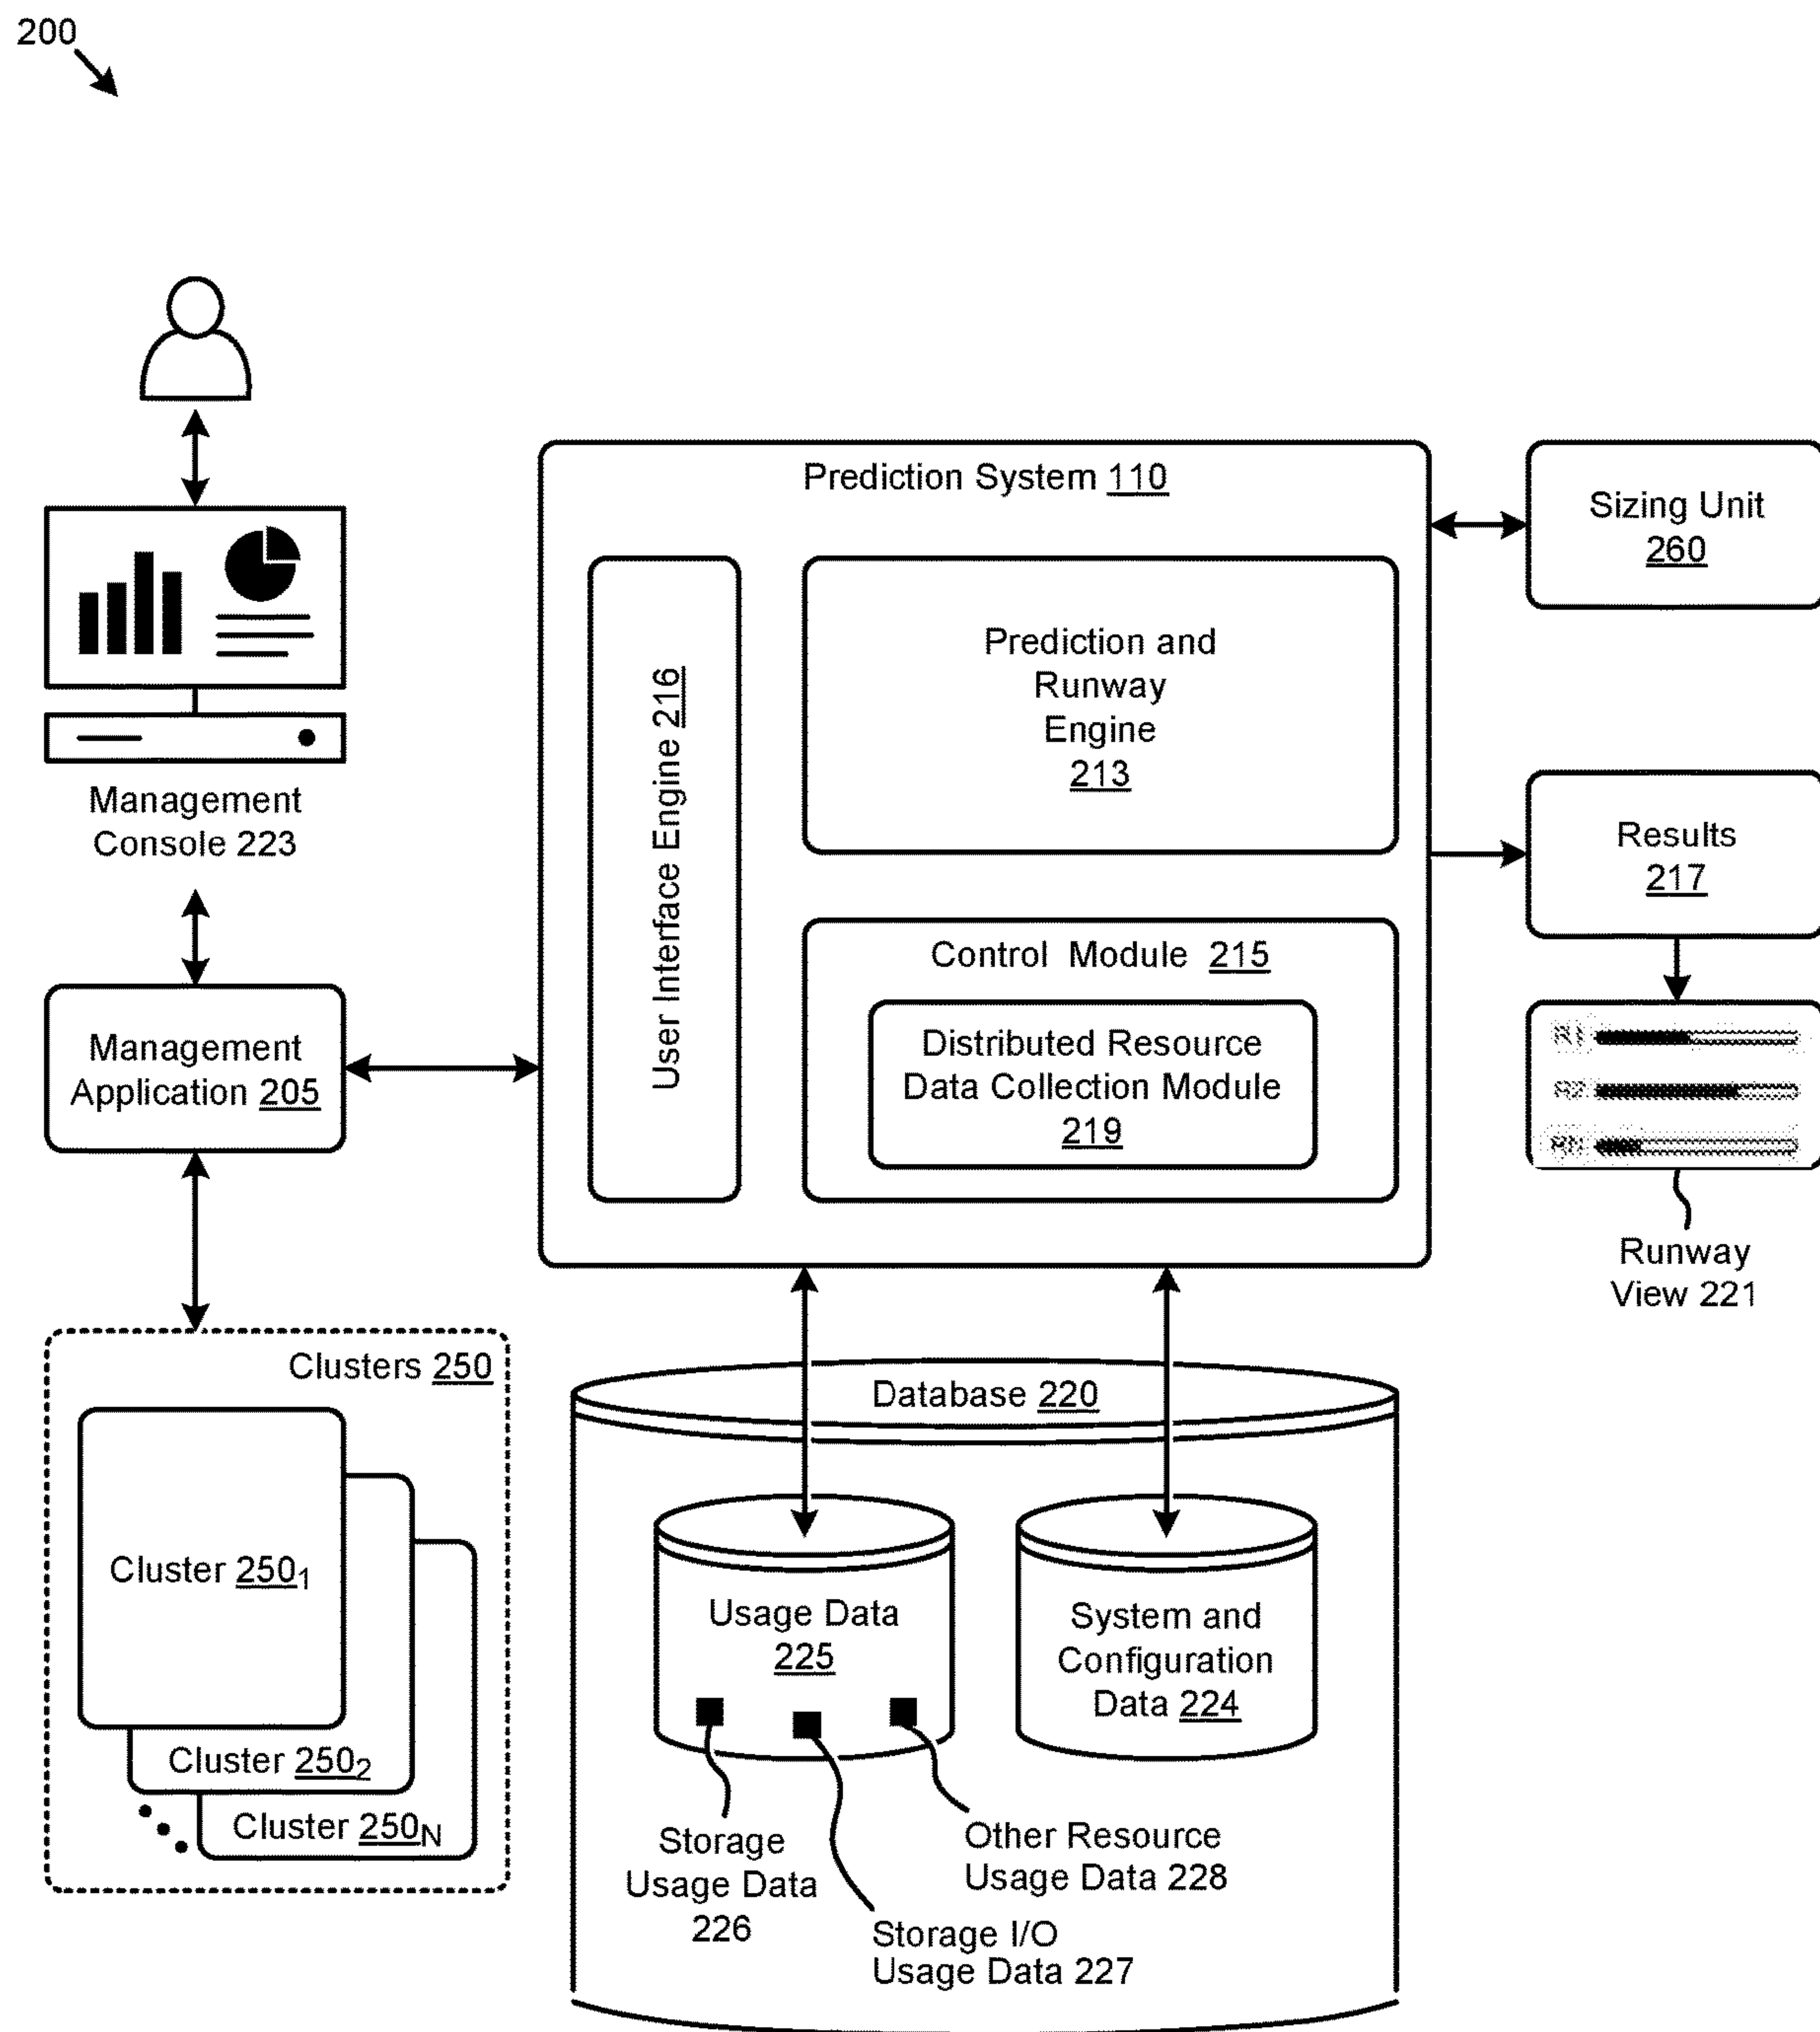 200
Prediction System 110
Sizing Unit
260
User Interface Engine 216
Prediction and
Runway
Engine
213
Management
Console 223
Results
217
Control Module 215
Distributed Resource
Data Collection Module
219
Management
Application 205
R1
R2
RN
Runway
View 221
Clusters 250
Cluster 250₁
Cluster 250₂
Cluster 250N
Database 220
Usage Data
225
System and
Configuration
Data 224
Storage
Usage Data
226
Storage I/O
Usage Data 227
Other Resource
Usage Data 228